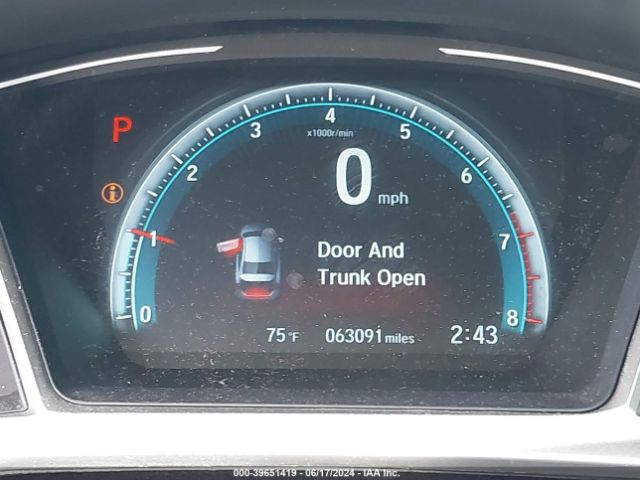 P
i
0
1
2
3
4
5
6
7
8
x1000r/min
0 mph
Door And
Trunk Open
75°F 063091 miles 2:43
000-39651419 - 06/17/2024 - IAA Inc.